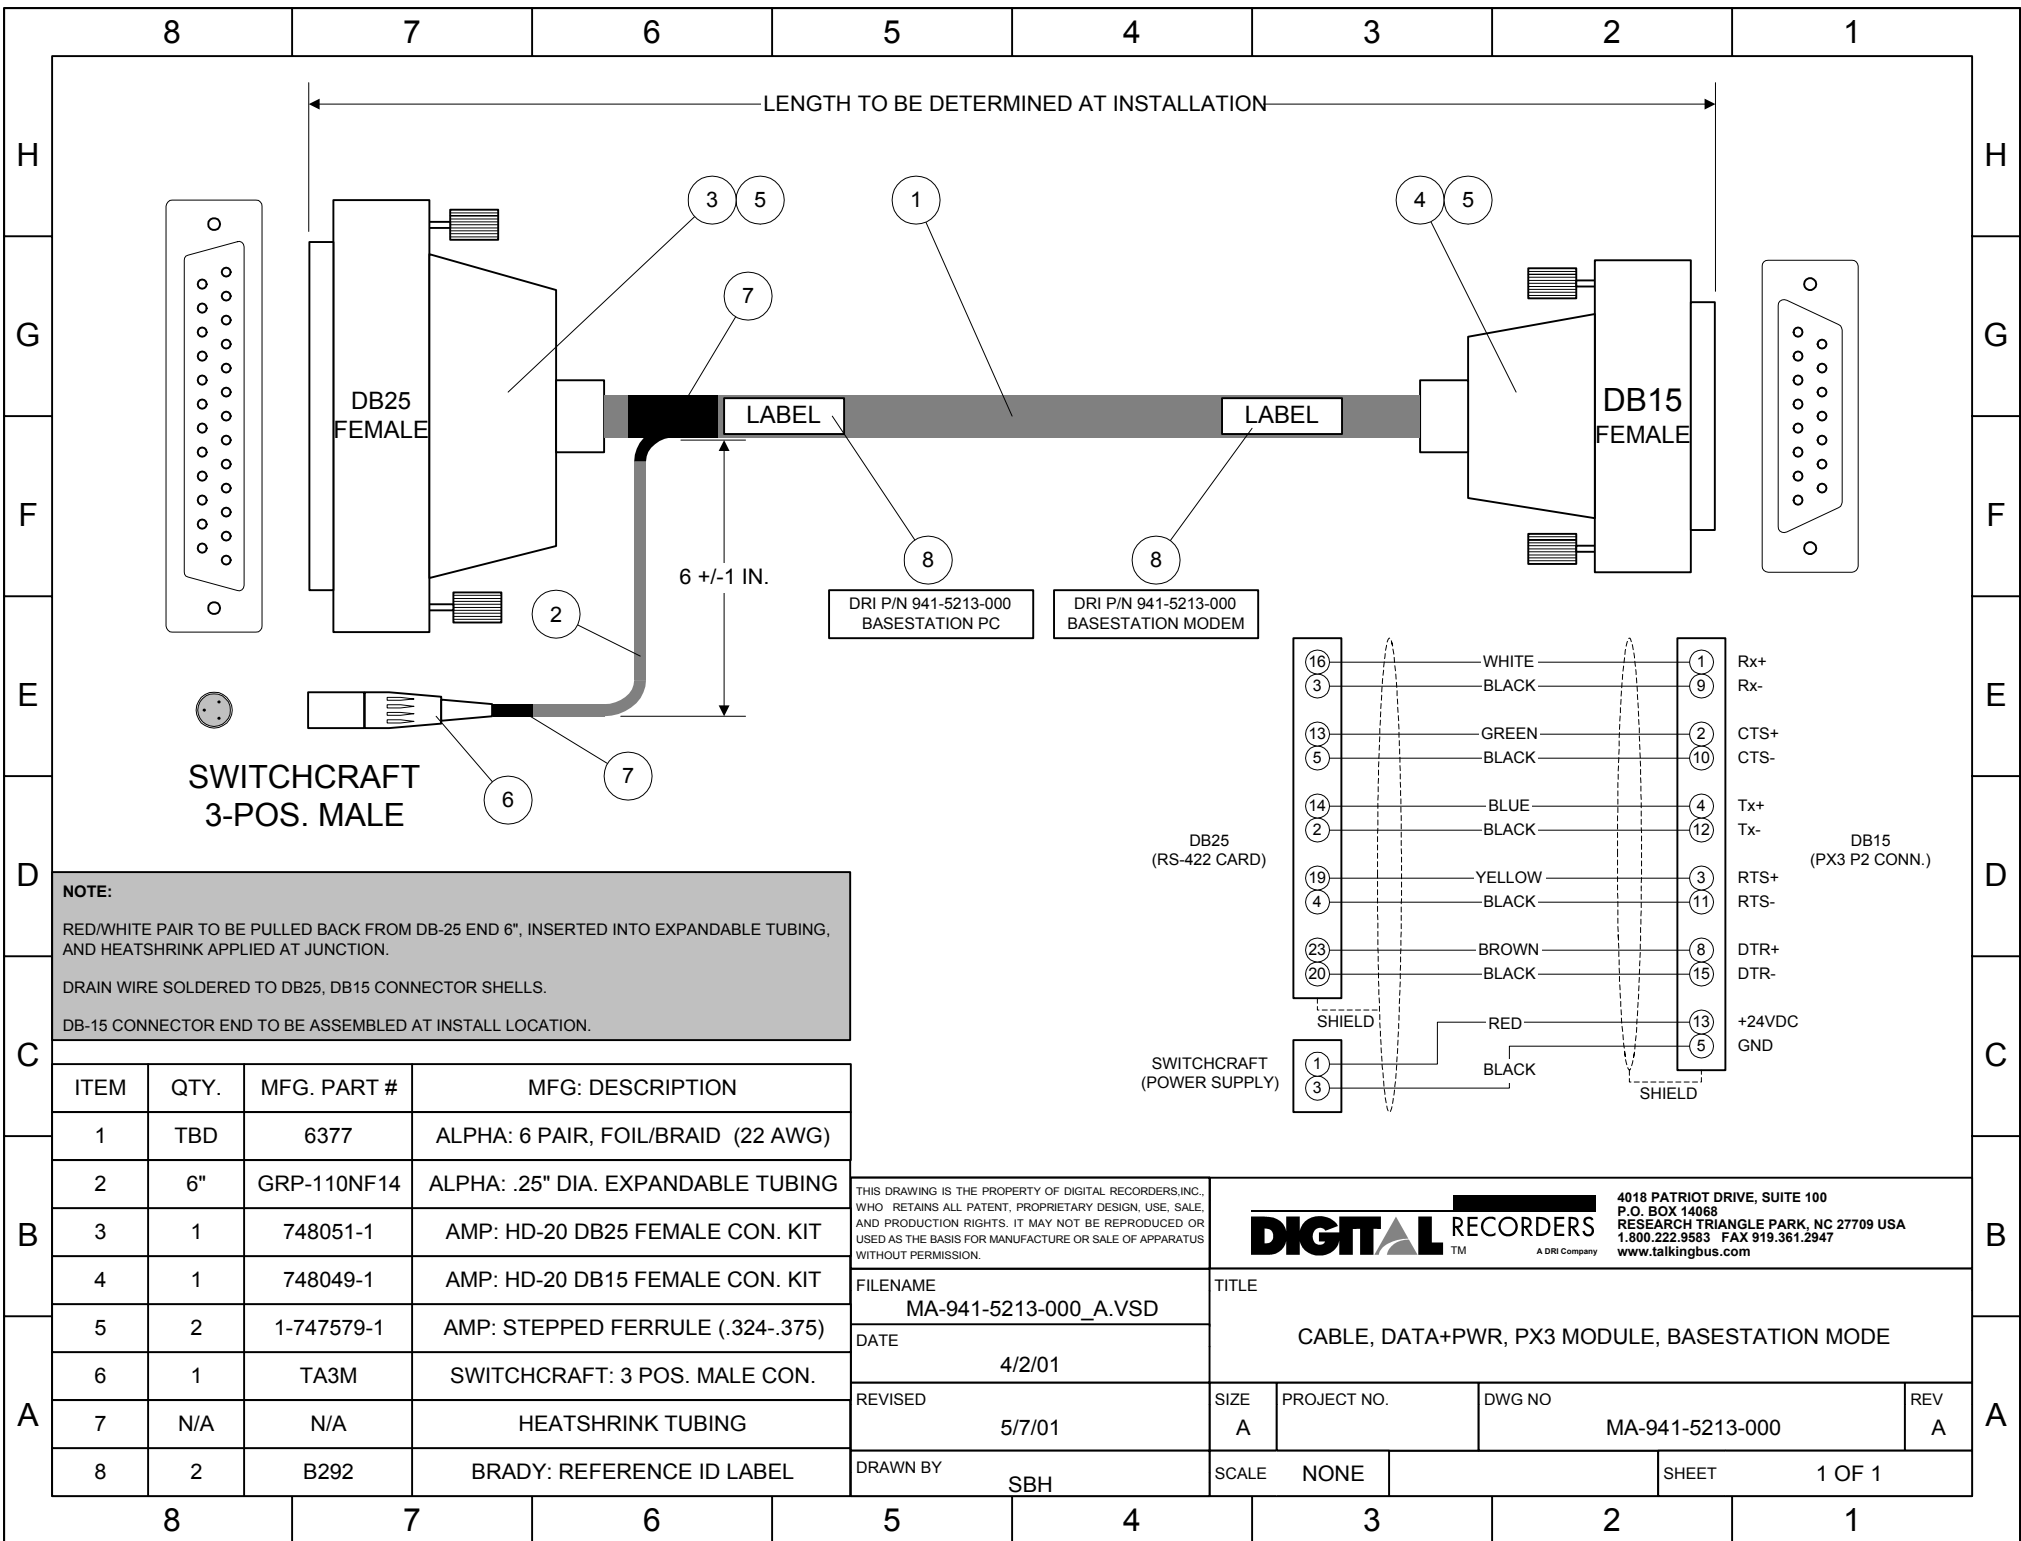 8 7 6 5 4 3 2 1
H
G
F
E
D
C
B
A
H
G
F
E
D
C
B
A
LENGTH TO BE DETERMINED AT INSTALLATION
3 5
1
4 5
7
DB25
FEMALE
LABEL
LABEL
DB15
FEMALE
6 +/-1 IN.
2
8
8
DRI P/N 941-5213-000
BASESTATION PC
DRI P/N 941-5213-000
BASESTATION MODEM
7
6
SWITCHCRAFT
3-POS. MALE
16 WHITE 1 Rx+
3 BLACK 9 Rx-
13 GREEN 2 CTS+
5 BLACK 10 CTS-
14 BLUE 4 Tx+
2 BLACK 12 Tx-
19 YELLOW 3 RTS+
4 BLACK 11 RTS-
23 BROWN 8 DTR+
20 BLACK 15 DTR-
DB25
(RS-422 CARD)
DB15
(PX3 P2 CONN.)
SHIELD
RED 13 +24VDC
5 GND
SWITCHCRAFT
(POWER SUPPLY)
1
3
BLACK
SHIELD
NOTE:
RED/WHITE PAIR TO BE PULLED BACK FROM DB-25 END 6", INSERTED INTO EXPANDABLE TUBING,
AND HEATSHRINK APPLIED AT JUNCTION.
DRAIN WIRE SOLDERED TO DB25, DB15 CONNECTOR SHELLS.
DB-15 CONNECTOR END TO BE ASSEMBLED AT INSTALL LOCATION.
ITEM QTY. MFG. PART # MFG: DESCRIPTION
1 TBD 6377 ALPHA: 6 PAIR, FOIL/BRAID (22 AWG)
2 6" GRP-110NF14 ALPHA: .25" DIA. EXPANDABLE TUBING
3 1 748051-1 AMP: HD-20 DB25 FEMALE CON. KIT
4 1 748049-1 AMP: HD-20 DB15 FEMALE CON. KIT
5 2 1-747579-1 AMP: STEPPED FERRULE (.324-.375)
6 1 TA3M SWITCHCRAFT: 3 POS. MALE CON.
7 N/A N/A HEATSHRINK TUBING
8 2 B292 BRADY: REFERENCE ID LABEL
THIS DRAWING IS THE PROPERTY OF DIGITAL RECORDERS,INC.,
WHO RETAINS ALL PATENT, PROPRIETARY DESIGN, USE, SALE,
AND PRODUCTION RIGHTS. IT MAY NOT BE REPRODUCED OR
USED AS THE BASIS FOR MANUFACTURE OR SALE OF APPARATUS
WITHOUT PERMISSION.
DIGITAL RECORDERS
TM A DRI Company
4018 PATRIOT DRIVE, SUITE 100
P.O. BOX 14068
RESEARCH TRIANGLE PARK, NC 27709 USA
1.800.222.9583 FAX 919.361.2947
www.talkingbus.com
FILENAME
MA-941-5213-000_A.VSD
DATE
4/2/01
REVISED
5/7/01
DRAWN BY
SBH
TITLE
CABLE, DATA+PWR, PX3 MODULE, BASESTATION MODE
SIZE
A
PROJECT NO.
DWG NO
MA-941-5213-000
REV
A
SCALE NONE
SHEET 1 OF 1
8 7 6 5 4 3 2 1